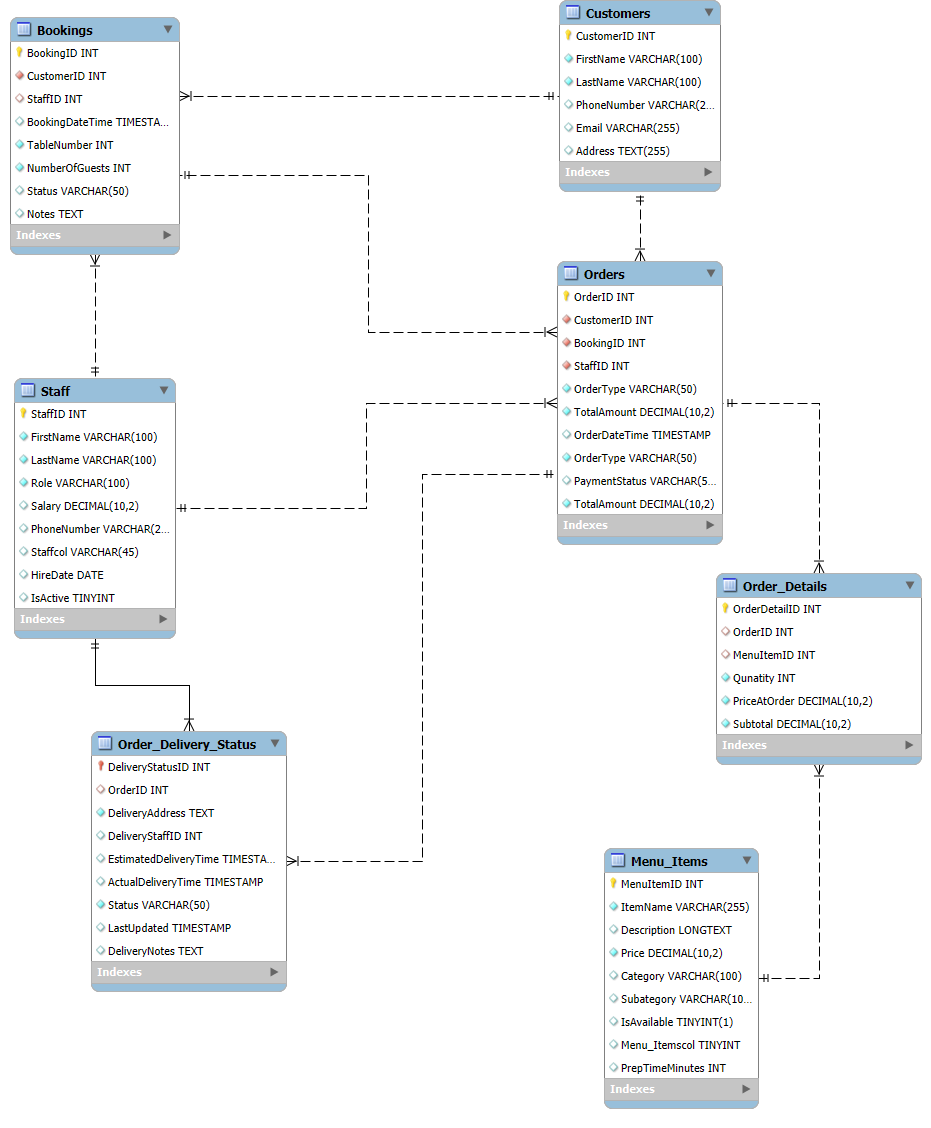 Bookings
BookingID INT
CustomerID INT
StaffID INT
BookingDateTime TIMESTA...
TableNumber INT
NumberOfGuests INT
Status VARCHAR(50)
Notes TEXT
Indexes
Customers
CustomerID INT
FirstName VARCHAR(100)
LastName VARCHAR(100)
PhoneNumber VARCHAR(2...
Email VARCHAR(255)
Address TEXT(255)
Indexes
Orders
OrderID INT
CustomerID INT
BookingID INT
StaffID INT
OrderType VARCHAR(50)
TotalAmount DECIMAL(10,2)
OrderDateTime TIMESTAMP
OrderType VARCHAR(50)
PaymentStatus VARCHAR(5...
TotalAmount DECIMAL(10,2)
Indexes
Staff
StaffID INT
FirstName VARCHAR(100)
LastName VARCHAR(100)
Role VARCHAR(100)
Salary DECIMAL(10,2)
PhoneNumber VARCHAR(2...
Staffcol VARCHAR(45)
HireDate DATE
IsActive TINYINT
Indexes
Order_Details
OrderDetailID INT
OrderID INT
MenuItemID INT
Qunatity INT
PriceAtOrder DECIMAL(10,2)
Subtotal DECIMAL(10,2)
Indexes
Order_Delivery_Status
DeliveryStatusID INT
OrderID INT
DeliveryAddress TEXT
DeliveryStaffID INT
EstimatedDeliveryTime TIMESTA...
ActualDeliveryTime TIMESTAMP
Status VARCHAR(50)
LastUpdated TIMESTAMP
DeliveryNotes TEXT
Indexes
Menu_Items
MenuItemID INT
ItemName VARCHAR(255)
Description LONGTEXT
Price DECIMAL(10,2)
Category VARCHAR(100)
Subategory VARCHAR(10...
IsAvailable TINYINT(1)
Menu_Itemscol TINYINT
PrepTimeMinutes INT
Indexes